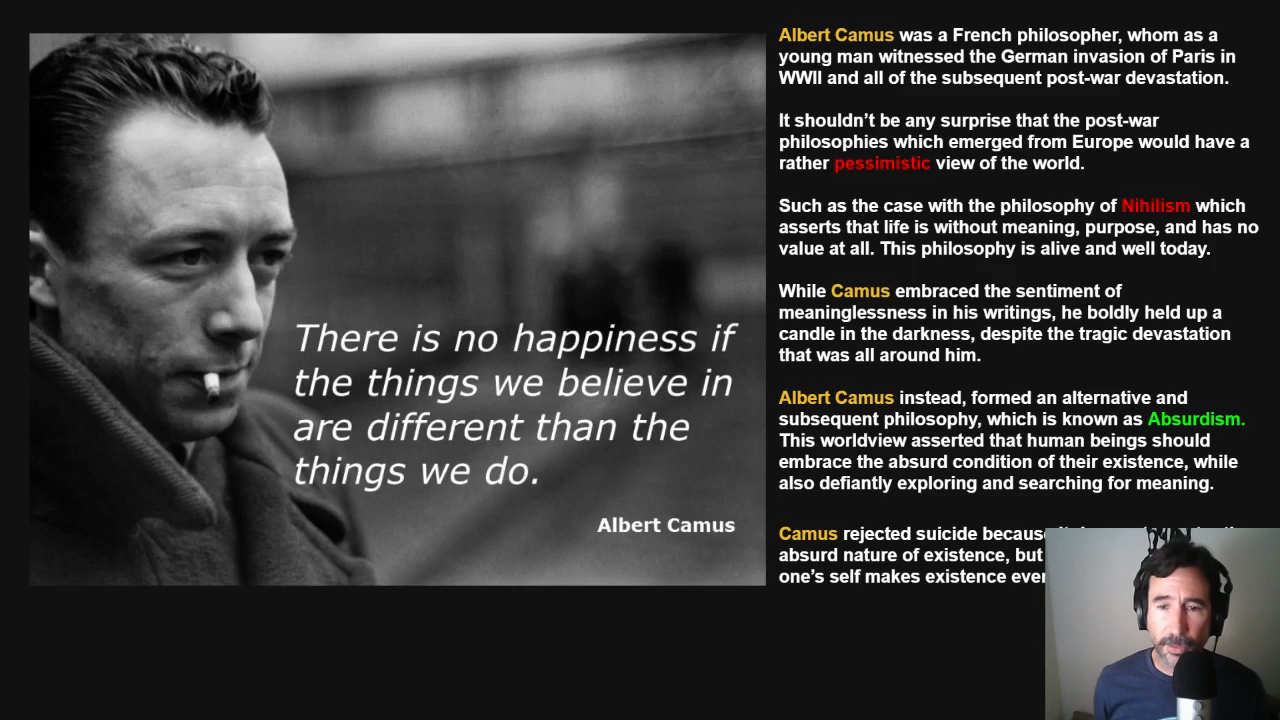 There is no happiness if
the things we believe in
are different than the
things we do.
Albert Camus
Albert Camus was a French philosopher, whom as a
young man witnessed the German invasion of Paris in
WWII and all of the subsequent post-war devastation.
It shouldn’t be any surprise that the post-war
philosophies which emerged from Europe would have a
rather pessimistic view of the world.
Such as the case with the philosophy of Nihilism which
asserts that life is without meaning, purpose, and has no
value at all. This philosophy is alive and well today.
While Camus embraced the sentiment of
meaninglessness in his writings, he boldly held up a
candle in the darkness, despite the tragic devastation
that was all around him.
Albert Camus instead, formed an alternative and
subsequent philosophy, which is known as Absurdism.
This worldview asserted that human beings should
embrace the absurd condition of their existence, while
also defiantly exploring and searching for meaning.
Camus rejected suicide because
absurd nature of existence, but
one’s self makes existence